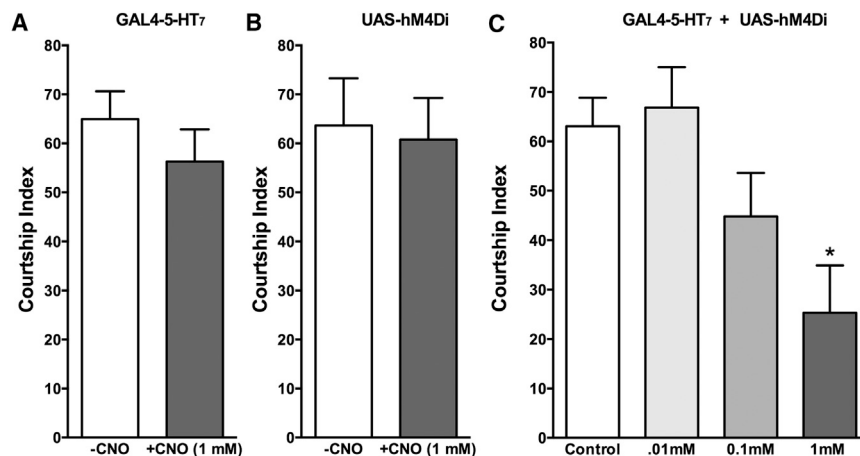 A
GAL4-5-HT7
Courtship Index
80
70
60
50
40
30
20
10
0
-CNO +CNO (1 mM)
B
UAS-hM4Di
Courtship Index
80
70
60
50
40
30
20
10
0
-CNO +CNO (1 mM)
C
GAL4-5-HT7 + UAS-hM4Di
Courtship Index
80
70
60
50
40
30
20
10
0
*
Control .01mM 0.1mM 1mM